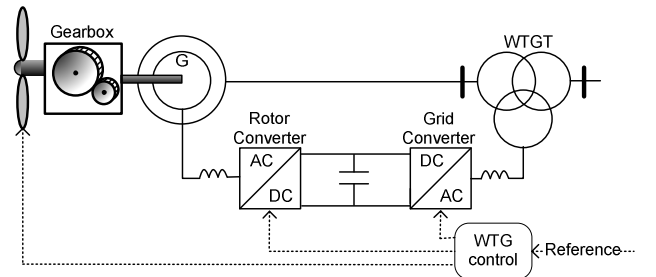 Gearbox
G
WTGT
Rotor
Converter
Grid
Converter
AC
DC
DC
AC
WTG
control
Reference